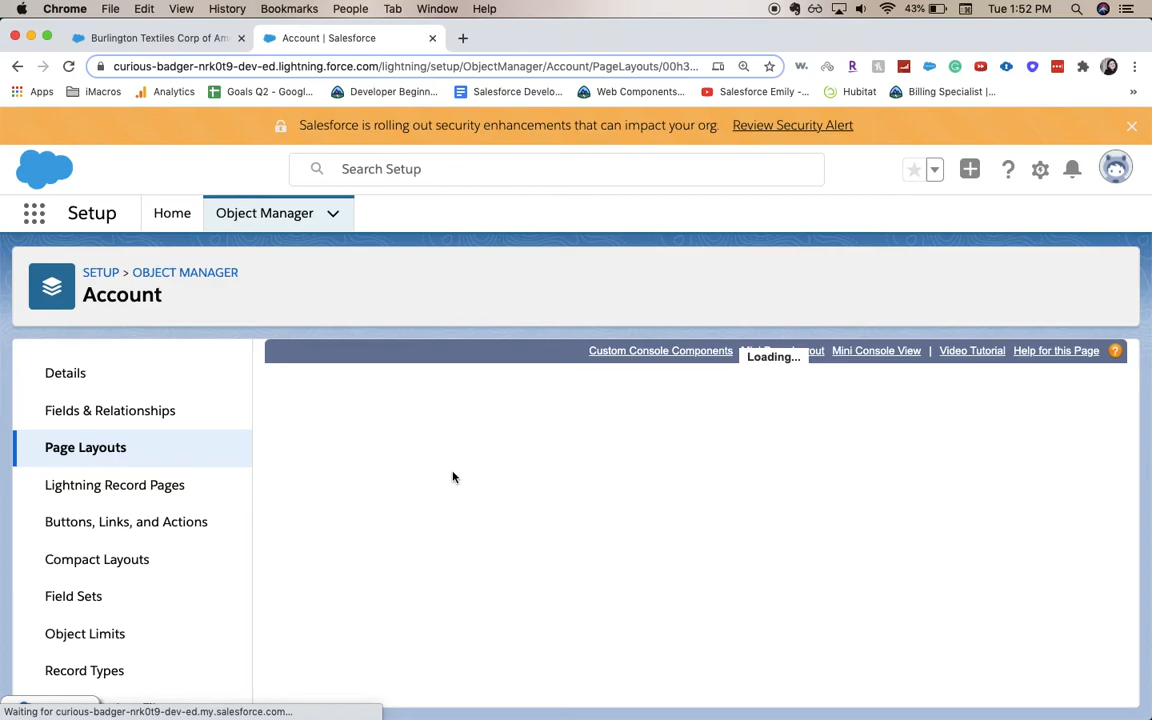 Chrome File Edit View History Bookmarks People Tab Window Help 43% Tue 1:52 PM
Burlington Textiles Corp of Am
Account | Salesforce
curious-badger-nrk0t9-dev-ed.lightning.force.com/lightning/setup/ObjectManager/Account/PageLayouts/00h3...
Apps iMacros Analytics Goals Q2 - Googl... Developer Beginn... Salesforce Develo... Web Components... Salesforce Emily -... Hubitat Billing Specialist |... »
Salesforce is rolling out security enhancements that can impact your org. Review Security Alert
Search Setup
Setup Home Object Manager
SETUP > OBJECT MANAGER
Account
Custom Console Components out Mini Console View | Video Tutorial Help for this Page ?
Loading...
Details
Fields & Relationships
Page Layouts
Lightning Record Pages
Buttons, Links, and Actions
Compact Layouts
Field Sets
Object Limits
Record Types
Waiting for curious-badger-nrk0t9-dev-ed.my.salesforce.com...